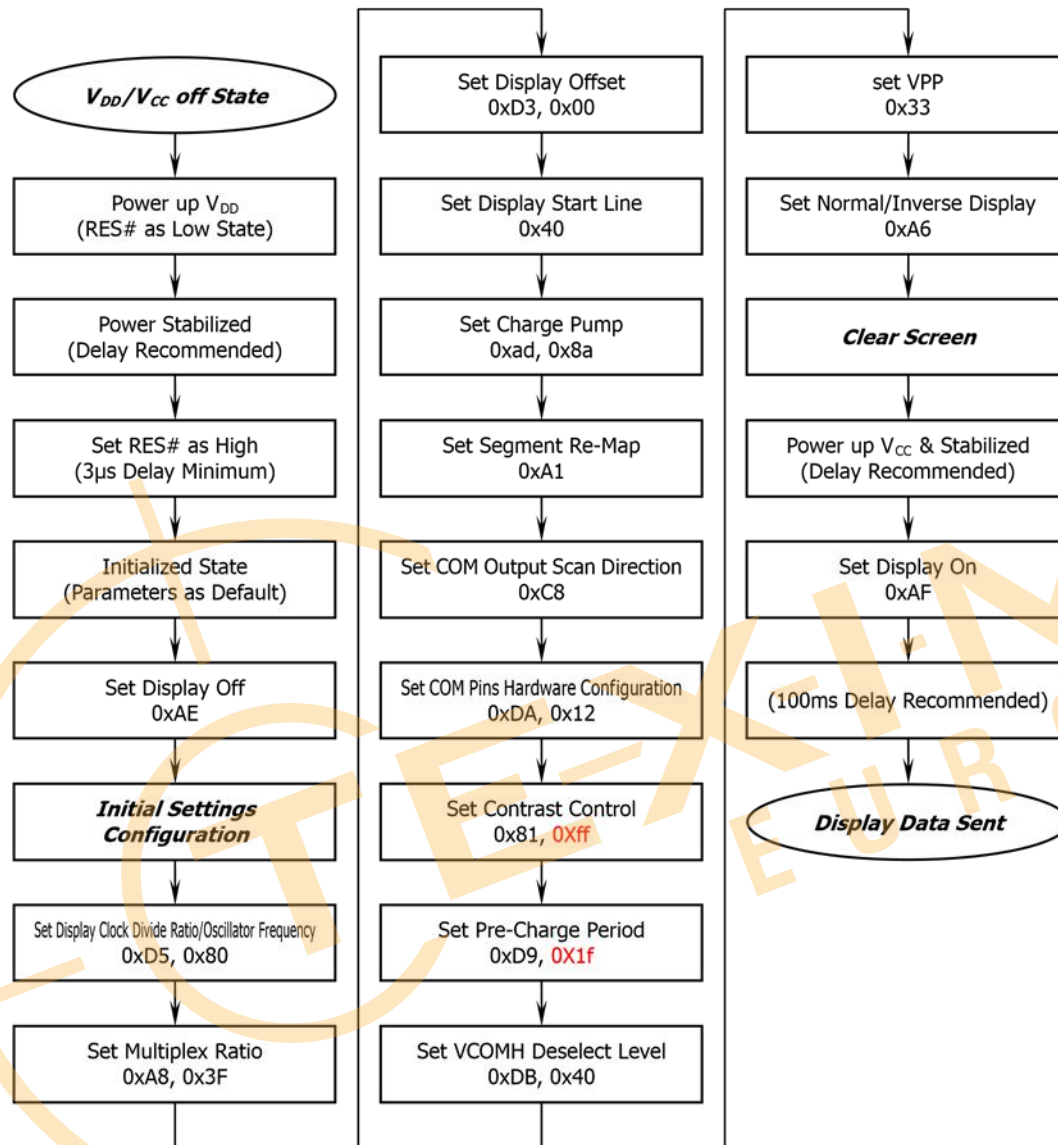 V_DD/V_CC off State
Power up V_DD
(RES# as Low State)
Power Stabilized
(Delay Recommended)
Set RES# as High
(3μs Delay Minimum)
Initialized State
(Parameters as Default)
Set Display Off
0xAE
Initial Settings
Configuration
Set Display Clock Divide Ratio/Oscillator Frequency
0xD5, 0x80
Set Multiplex Ratio
0xA8, 0x3F
Set Display Offset
0xD3, 0x00
Set Display Start Line
0x40
Set Charge Pump
0xad, 0x8a
Set Segment Re-Map
0xA1
Set COM Output Scan Direction
0xC8
Set COM Pins Hardware Configuration
0xDA, 0x12
Set Contrast Control
0x81, 0Xff
Set Pre-Charge Period
0xD9, 0X1f
Set VCOMH Deselect Level
0xDB, 0x40
set VPP
0x33
Set Normal/Inverse Display
0xA6
Clear Screen
Power up V_CC & Stabilized
(Delay Recommended)
Set Display On
0xAF
(100ms Delay Recommended)
Display Data Sent